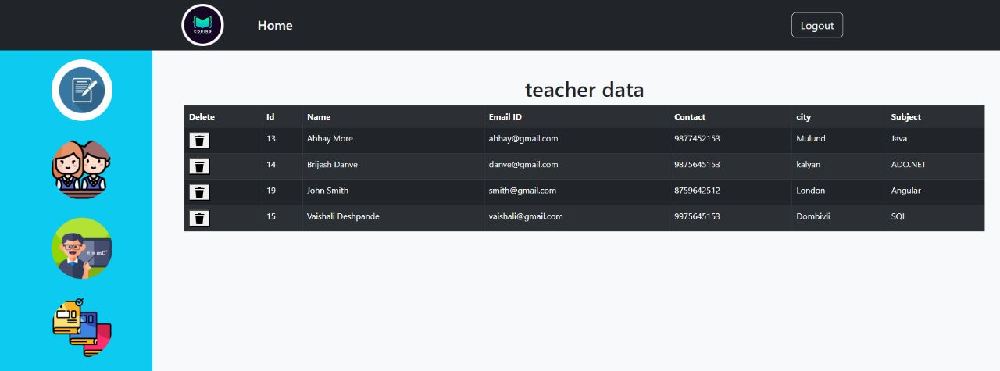 CODING
Home
Logout
teacher data
Delete Id Name Email ID Contact city Subject
13 Abhay More abhay@gmail.com 9877452153 Mulund Java
14 Brijesh Danve danve@gmail.com 9875645153 kalyan ADO.NET
19 John Smith smith@gmail.com 8759642512 London Angular
15 Vaishali Deshpande vaishali@gmail.com 9975645153 Dombivli SQL
E = mC²